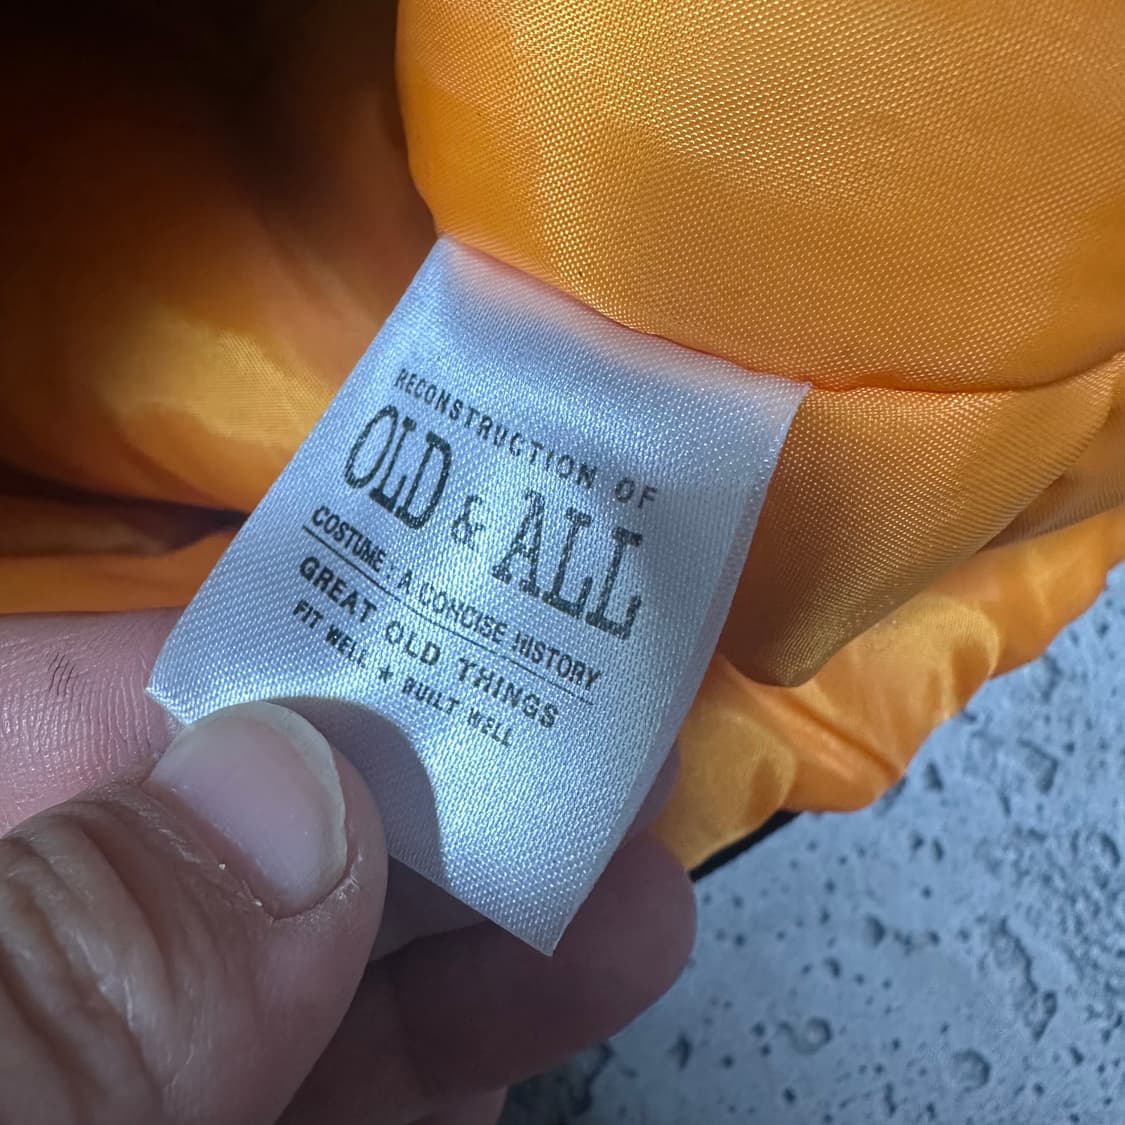 RECONSTRUCTION OF
OLD & ALL
COSTUME : A CONCISE HISTORY
GREAT OLD THINGS
FIT WELL ★ BUILT WELL